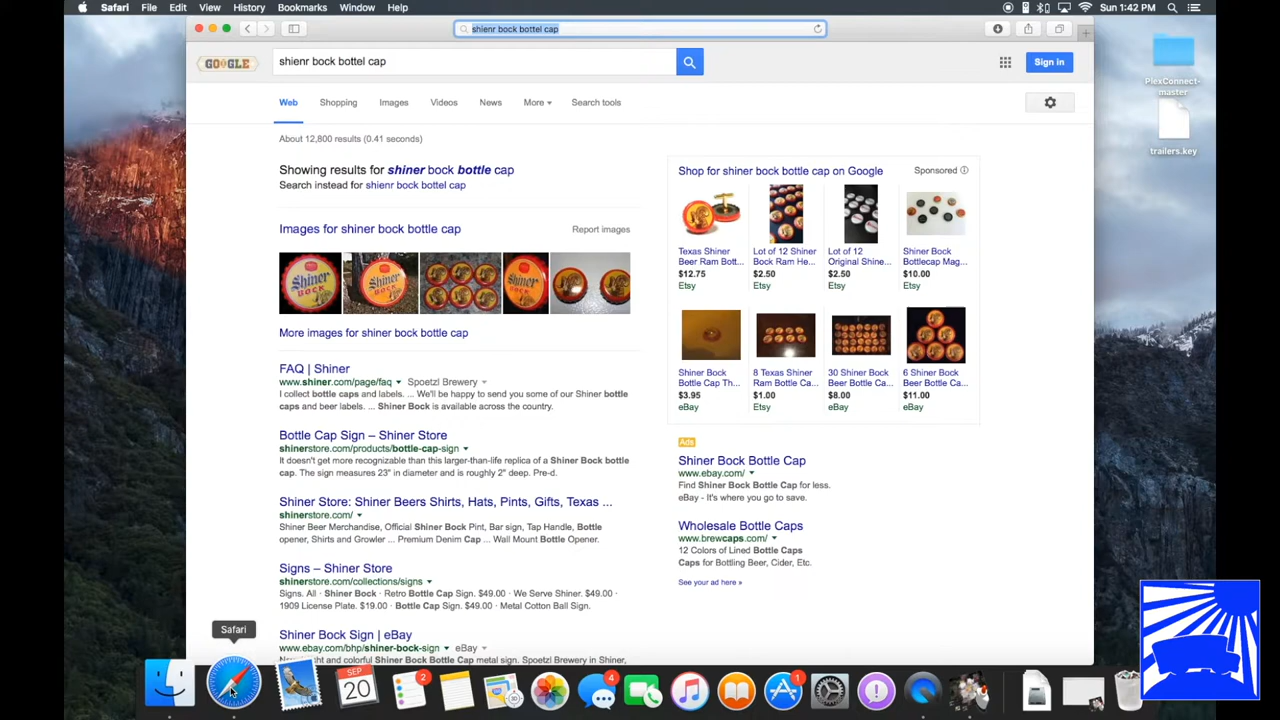 Safari File Edit View History Bookmarks Window Help
Sun 1:42 PM
shienr bock bottel cap
PlexConnect-
master
trailers.key
GOOGLE
shienr bock bottel cap
Sign in
Web Shopping Images Videos News More Search tools
About 12,800 results (0.41 seconds)
Showing results for shiner bock bottle cap
Search instead for shienr bock bottel cap
Images for shiner bock bottle cap
Report images
More images for shiner bock bottle cap
FAQ | Shiner
www.shiner.com/page/faq Spoetzl Brewery
I collect bottle caps and labels. ... We'll be happy to send you some of our Shiner bottle
caps and beer labels. ... Shiner Bock is available across the country.
Bottle Cap Sign – Shiner Store
shinerstore.com/products/bottle-cap-sign
It doesn't get more recognizable than this larger-than-life replica of a Shiner Bock bottle
cap. The sign measures 23" in diameter and is roughly 2" deep. Pre-d.
Shiner Store: Shiner Beers Shirts, Hats, Pints, Gifts, Texas ...
shinerstore.com/
Shiner Beer Merchandise, Official Shiner Bock Pint, Bar sign, Tap Handle, Bottle
opener, Shirts and Growler ... Premium Denim Cap ... Wall Mount Bottle Opener.
Signs – Shiner Store
shinerstore.com/collections/signs
Signs. All · Shiner Bock · Retro Bottle Cap Sign. $49.00 · We Serve Shiner. $49.00 ·
1909 License Plate. $19.00 · Bottle Cap Sign. $49.00 · Metal Cotton Ball Sign.
Shiner Bock Sign | eBay
www.ebay.com/bhp/shiner-bock-sign eBay
Shop for shiner bock bottle cap on Google
Sponsored
Texas Shiner
Beer Ram Bott...
$12.75
Etsy
Lot of 12 Shiner
Bock Ram He...
$2.50
Etsy
Lot of 12
Original Shine...
$2.50
Etsy
Shiner Bock
Bottlecap Mag...
$10.00
Etsy
Shiner Bock
Bottle Cap Th...
$3.95
eBay
8 Texas Shiner
Ram Bottle Ca...
$1.00
Etsy
30 Shiner Bock
Beer Bottle Ca...
$8.00
eBay
6 Shiner Bock
Beer Bottle Ca...
$11.00
eBay
Ads
Shiner Bock Bottle Cap
www.ebay.com/
Find Shiner Bock Bottle Cap for less.
eBay - It's where you go to save.
Wholesale Bottle Caps
www.brewcaps.com/
12 Colors of Lined Bottle Caps
Caps for Bottling Beer, Cider, Etc.
See your ad here »
Safari
SEP
20
2
4
1